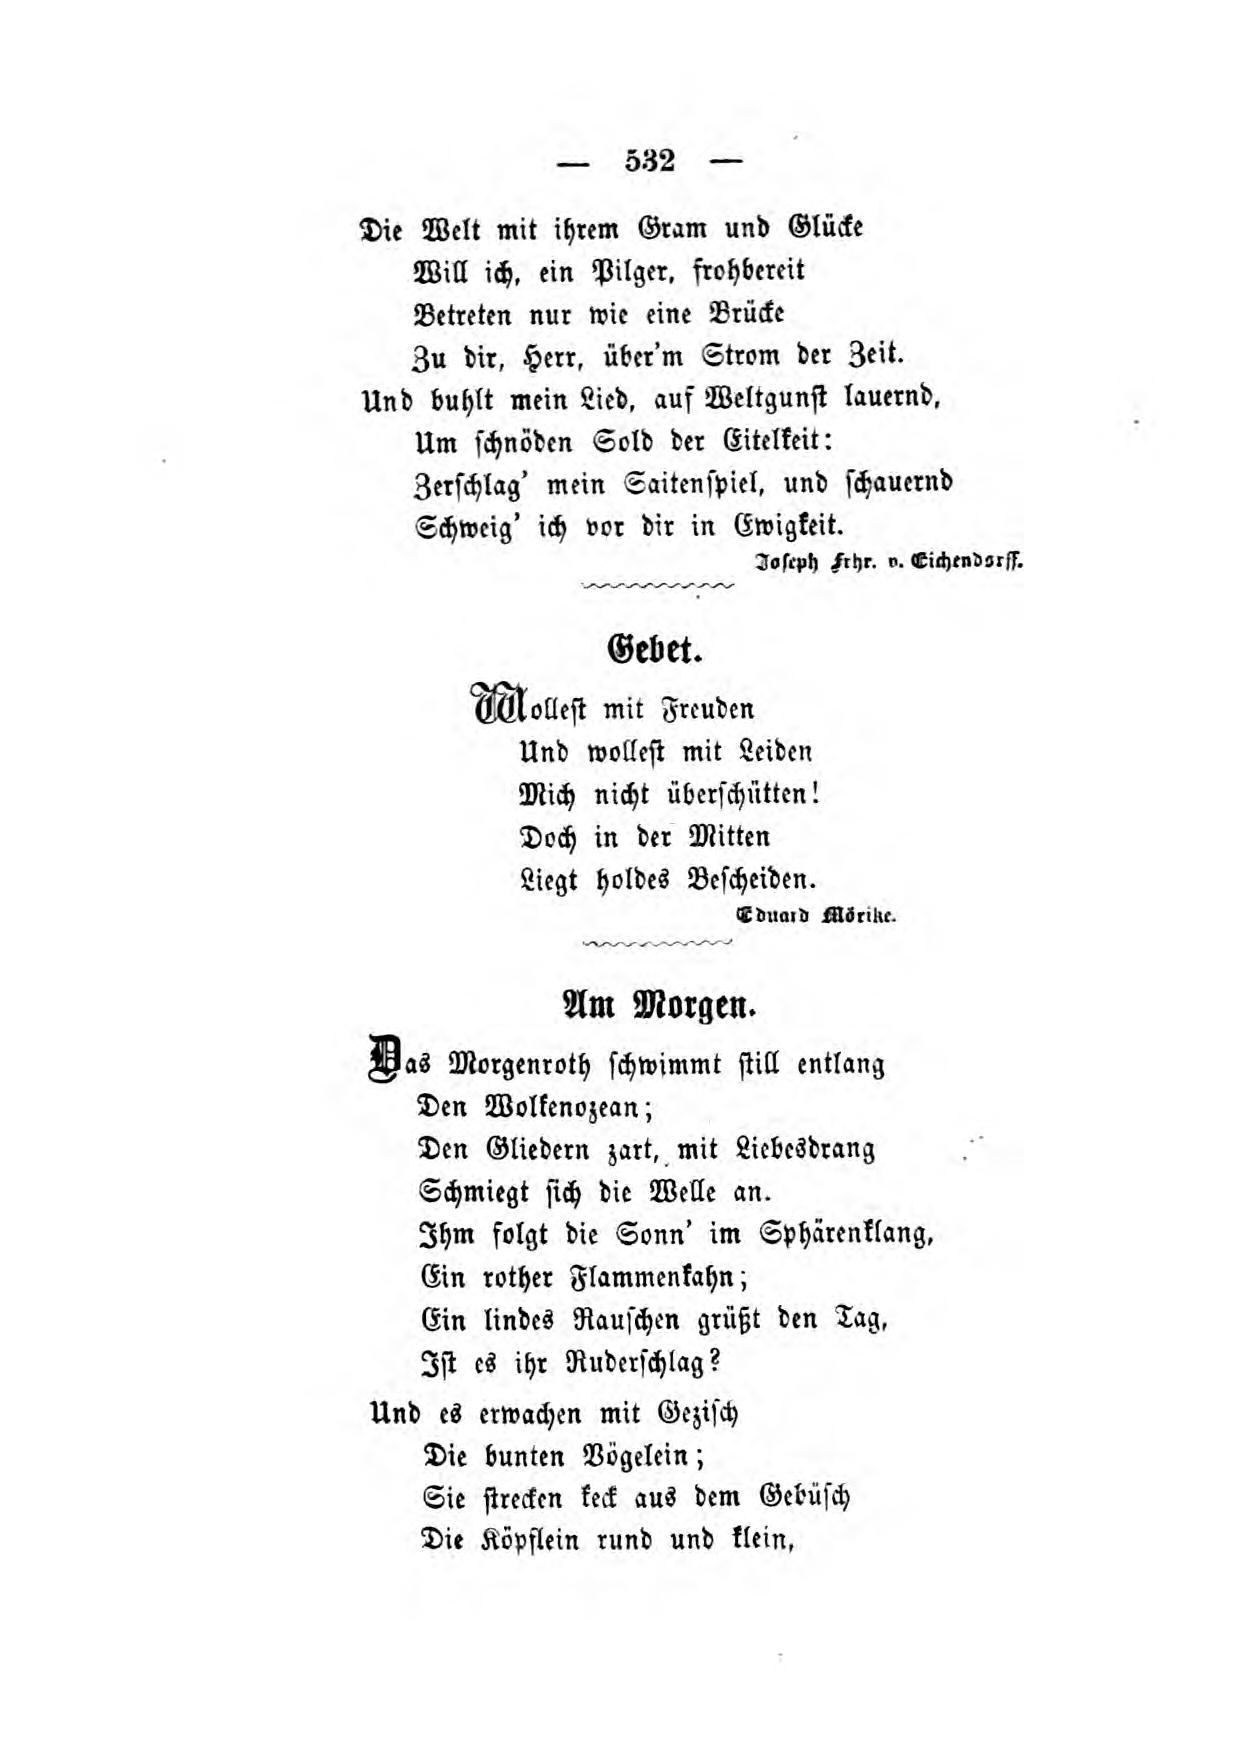 — 532 —
Die Welt mit ihrem Gram und Glücke
Will ich, ein Pilger, frohbereit
Betreten nur wie eine Brücke
Zu dir, Herr, über'm Strom der Zeit.
Und buhlt mein Lied, auf Weltgunst lauernd,
Um schnöden Sold der Eitelkeit:
Zerschlag' mein Saitenspiel, und schauernd
Schweig' ich vor dir in Ewigkeit.
Joseph Frhr. v. Eichendorff.
Gebet.
Wollest mit Freuden
Und wollest mit Leiden
Mich nicht überschütten!
Doch in der Mitten
Liegt holdes Bescheiden.
Eduard Mörike.
Am Morgen.
Das Morgenroth schwimmt still entlang
Den Wolkenozean;
Den Gliedern zart, mit Liebesdrang
Schmiegt sich die Welle an.
Ihm folgt die Sonn' im Sphärenklang,
Ein rother Flammenkahn;
Ein lindes Rauschen grüßt den Tag,
Ist es ihr Ruderschlag?
Und es erwachen mit Gezisch
Die bunten Vögelein;
Sie strecken keck aus dem Gebüsch
Die Köpflein rund und klein,